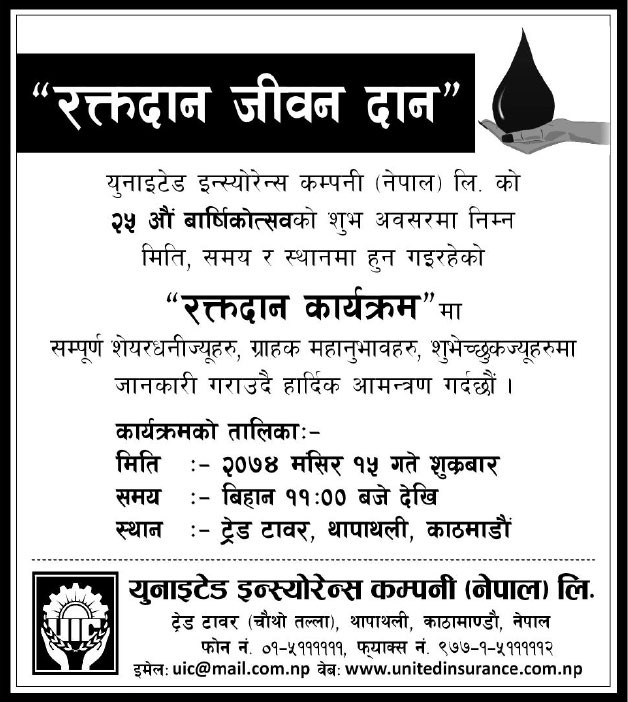 “रक्तदान जीवन दान”
युनाइटेड इन्स्योरेन्स कम्पनी (नेपाल) लि. को
२५ औं बार्षिकोत्सवको शुभ अवसरमा निम्न
मिति, समय र स्थानमा हुन गइरहेको
“रक्तदान कार्यक्रम” मा
सम्पूर्ण शेयरधनीज्यूहरु, ग्राहक महानुभावहरु, शुभेच्छुकज्यूहरुमा
जानकारी गराउदै हार्दिक आमन्त्रण गर्दछौं ।
कार्यक्रमको तालिकाः-
मिति :- २०७४ मंसिर १५ गते शुक्रबार
समय :- बिहान ११:०० बजे देखि
स्थान :- ट्रेड टावर, थापाथली, काठमाडौं
UIC
युनाइटेड इन्स्योरेन्स कम्पनी (नेपाल) लि.
ट्रेड टावर (चौथो तल्ला), थापाथली, काठामाण्डौ, नेपाल
फोन नं. ०१-५११११११, फ्याक्स नं. ९७७-१-५११११२
इमेल: uic@mail.com.np वेब: www.unitedinsurance.com.np